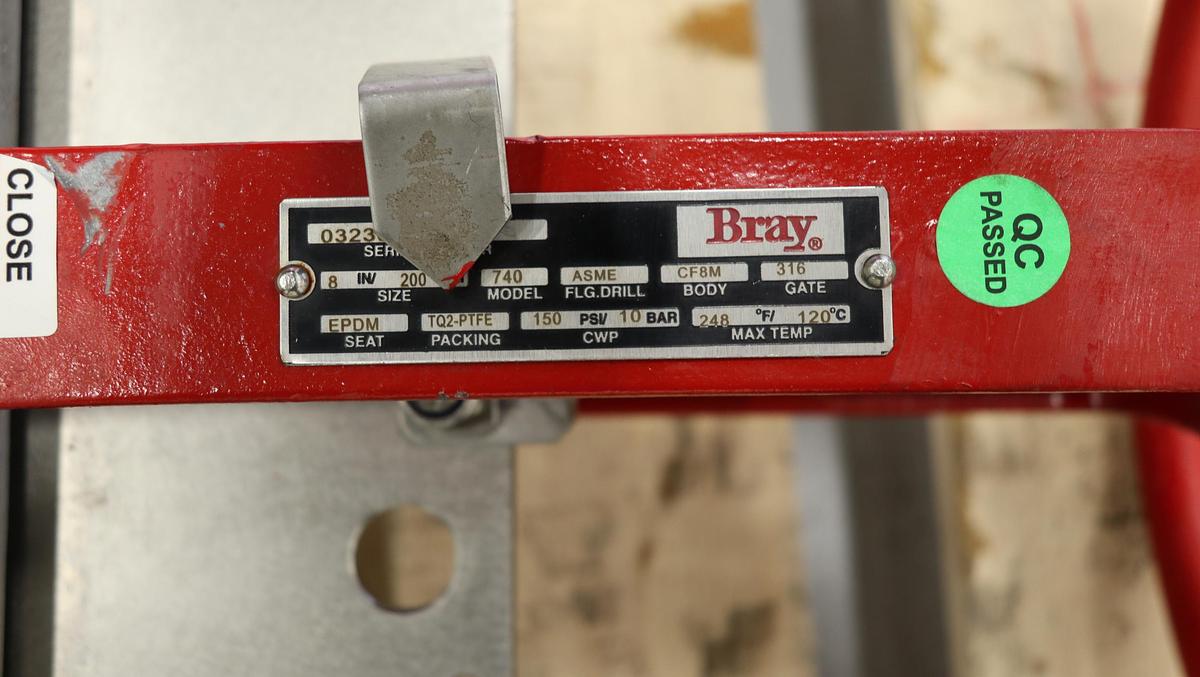 CLOSE
Bray®
0323
8 IN/ 200
SIZE
740
MODEL
ASME
FLG.DRILL
CF8M
BODY
316
GATE
EPDM
SEAT
TQ2-PTFE
PACKING
150 PSI/ 10 BAR
CWP
248 °F/ 120°C
MAX TEMP
QC
PASSED